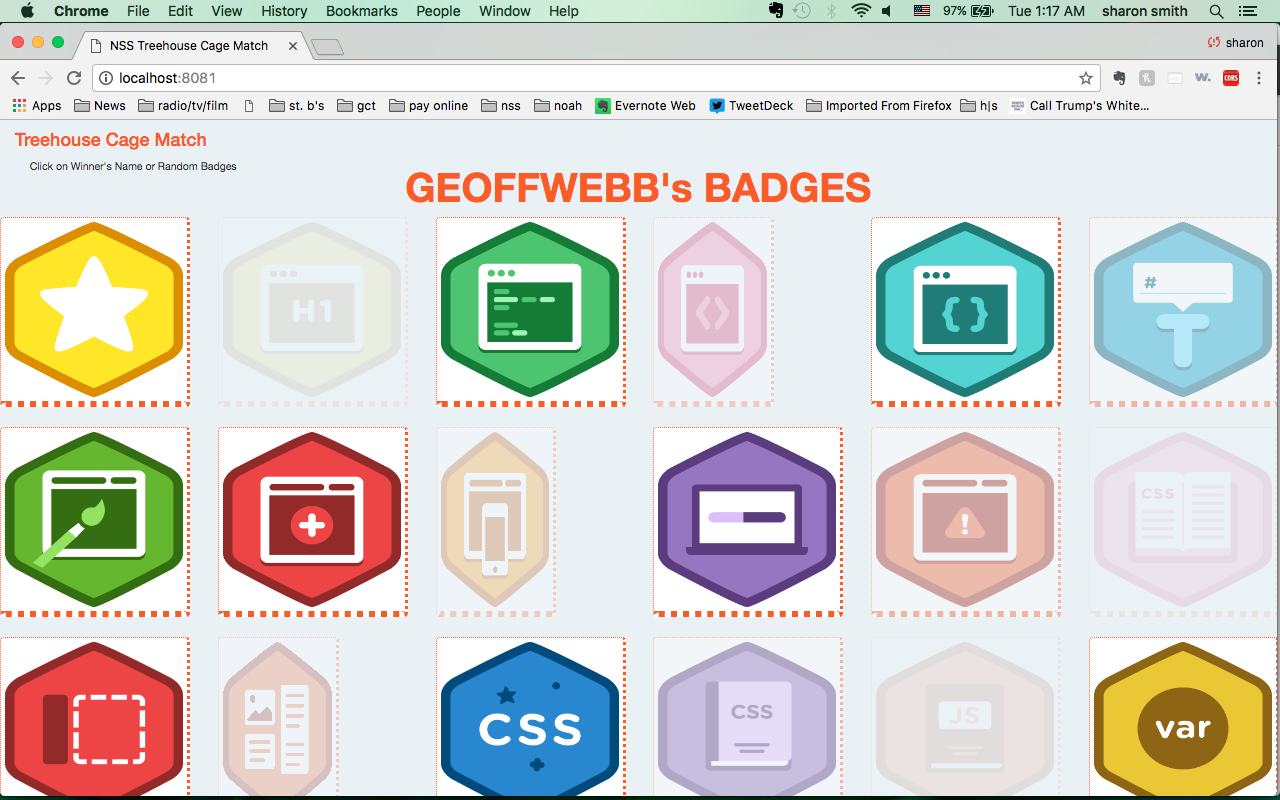 Chrome File Edit View History Bookmarks People Window Help 97% Tue 1:17 AM sharon smith
NSS Treehouse Cage Match sharon
localhost:8081 W. CORS
Apps News radio/tv/film st. b's gct pay online nss noah Evernote Web TweetDeck Imported From Firefox h|s Call Trump's White...
Treehouse Cage Match
Click on Winner's Name or Random Badges
GEOFFWEBB's BADGES
H1 < > { } # T
CSS
CSS CSS JS var